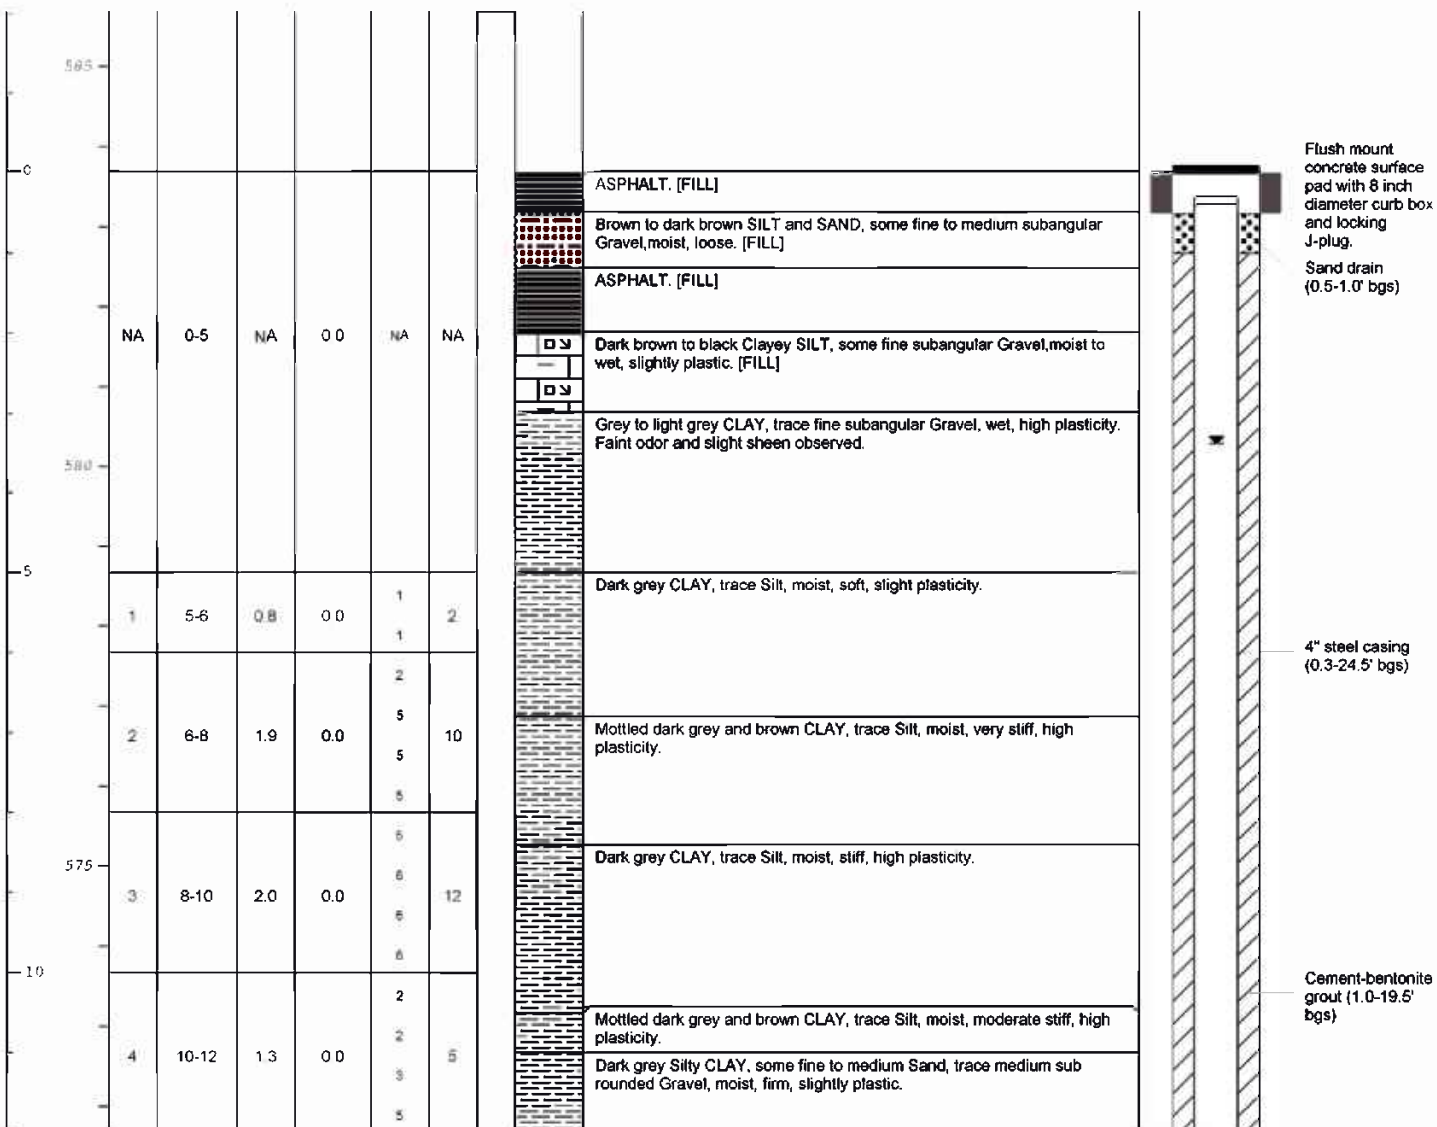 585
0
ASPHALT. [FILL]
Brown to dark brown SILT and SAND, some fine to medium subangular
Gravel,moist, loose. [FILL]
ASPHALT. [FILL]
NA 0-5 NA 0.0 NA NA
Dark brown to black Clayey SILT, some fine subangular Gravel,moist to
wet, slightly plastic. [FILL]
Grey to light grey CLAY, trace fine subangular Gravel, wet, high plasticity.
Faint odor and slight sheen observed.
580
5
Dark grey CLAY, trace Silt, moist, soft, slight plasticity.
1
1 5-6 0.8 0.0 2
1
2
5
Mottled dark grey and brown CLAY, trace Silt, moist, very stiff, high
plasticity.
2 6-8 1.9 0.0 10
5
6
6
Dark grey CLAY, trace Silt, moist, stiff, high plasticity.
575
6
3 8-10 2.0 0.0 12
6
6
10
2
Mottled dark grey and brown CLAY, trace Silt, moist, moderate stiff, high
plasticity.
2
4 10-12 1.3 0.0 5
Dark grey Silty CLAY, some fine to medium Sand, trace medium sub
rounded Gravel, moist, firm, slightly plastic.
3
5
Flush mount
concrete surface
pad with 8 inch
diameter curb box
and locking
J-plug.
Sand drain
(0.5-1.0' bgs)
4" steel casing
(0.3-24.5' bgs)
Cement-bentonite
grout (1.0-19.5'
bgs)